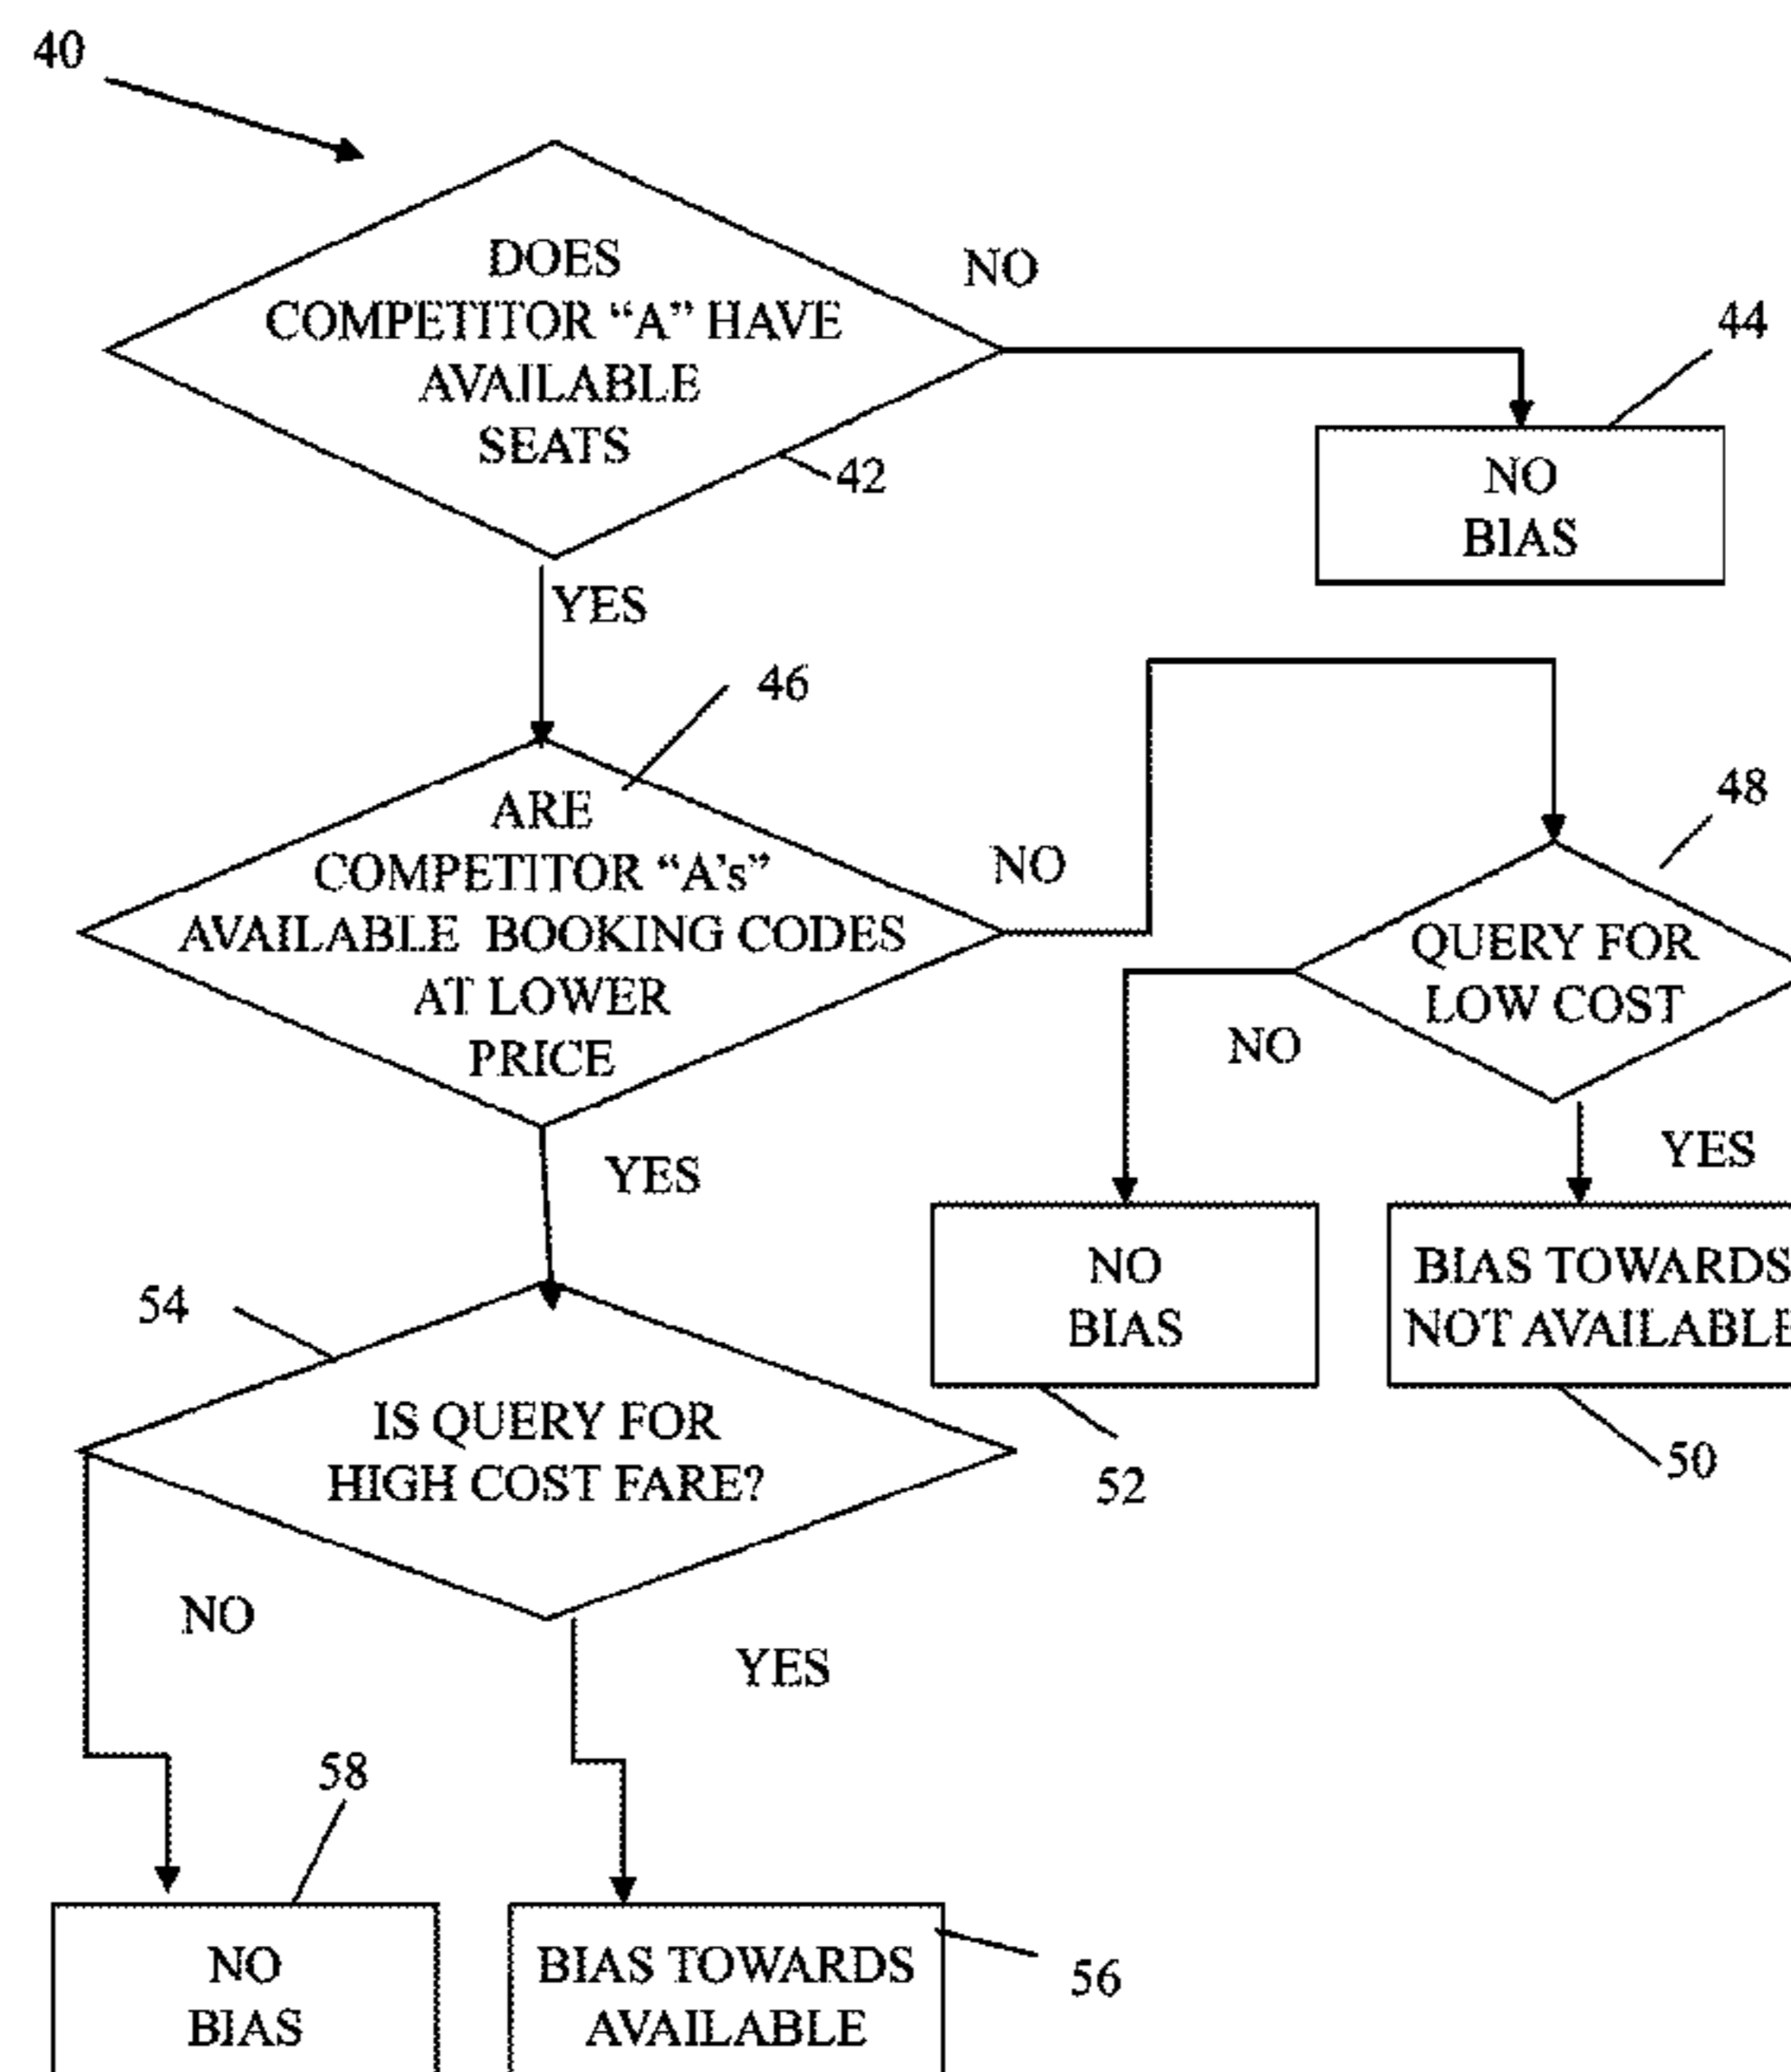 40
DOES
COMPETITOR “A” HAVE
AVAILABLE
SEATS
NO
42
44
NO
BIAS
YES
46
ARE
COMPETITOR “A’s”
AVAILABLE BOOKING CODES
AT LOWER
PRICE
NO
48
QUERY FOR
LOW COST
NO
YES
YES
NO
BIAS
52
BIAS TOWARDS
NOT AVAILABLE
50
54
IS QUERY FOR
HIGH COST FARE?
NO
YES
58
NO
BIAS
BIAS TOWARDS
AVAILABLE
56